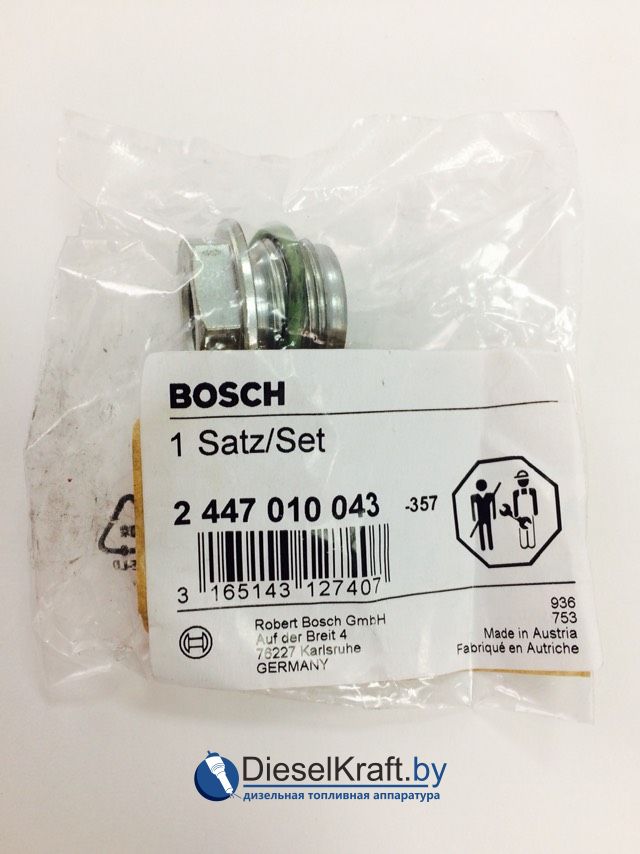 BOSCH
1 Satz/Set
2 447 010 043 -357
3 165143 127407
Robert Bosch GmbH
Auf der Breit 4
76227 Karlsruhe
GERMANY
936
753
Made in Austria
Fabriqué en Autriche
DieselKraft.by
дизельная топливная аппаратура